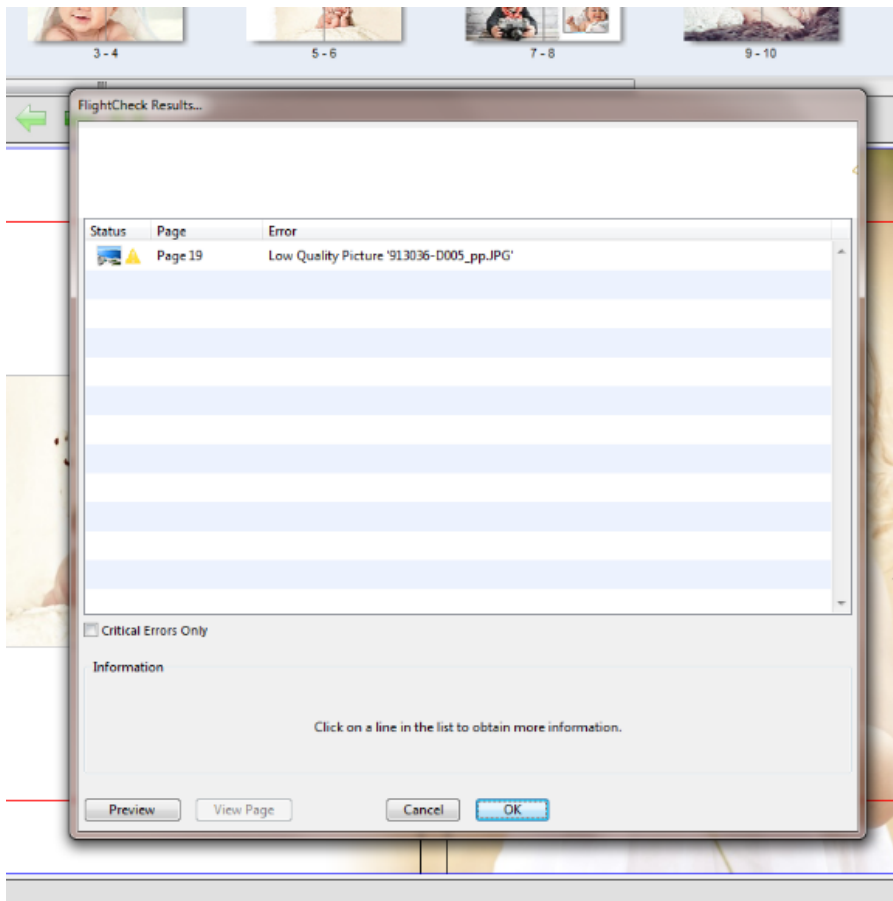 3 - 4 5 - 6 7 - 8 9 - 10
FlightCheck Results...
Status Page Error
Page 19 Low Quality Picture '913036-D005_pp.JPG'
Critical Errors Only
Information
Click on a line in the list to obtain more information.
Preview View Page Cancel OK